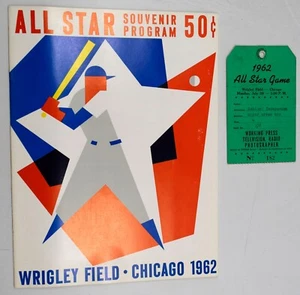 ALL STAR
SOUVENIR
PROGRAM
50¢
WRIGLEY FIELD • CHICAGO 1962
1962
All Star Game
WORKING PRESS
TELEVISION, RADIO
PHOTOGRAPHER